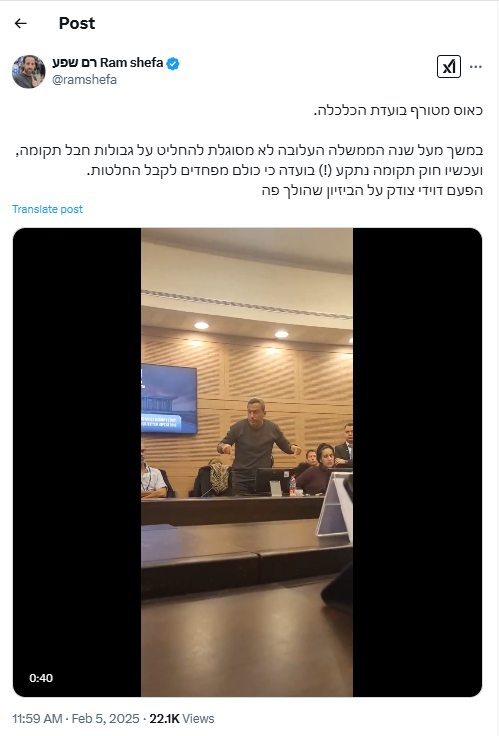 Post
רם שפע Ram shefa
@ramshefa
כאוס מטורף בועדת הכלכלה.
במשך מעל שנה הממשלה העלובה לא מסוגלת להחליט על גבולות חבל תקומה,
ועכשיו חוק תקומה נתקע (!) בועדה כי כולם מפחדים לקבל החלטות.
הפעם דוידי צודק על הביזיון שהולך פה
Translate post
0:40
11:59 AM · Feb 5, 2025 · 22.1K Views